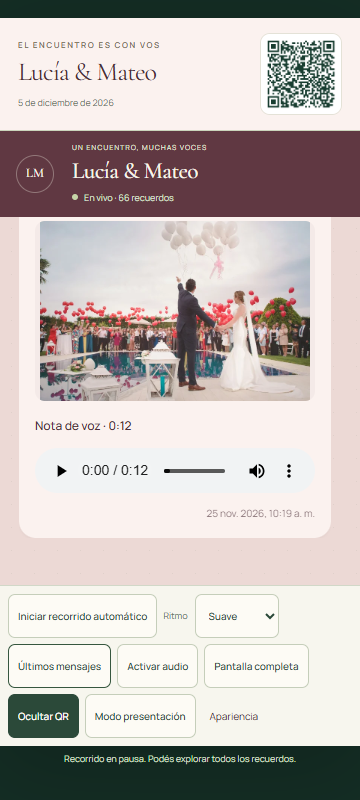 EL ENCUENTRO ES CON VOS
Lucía & Mateo
5 de diciembre de 2026
LM
UN ENCUENTRO, MUCHAS VOCES
Lucía & Mateo
En vivo · 66 recuerdos
Nota de voz · 0:12
0:00 / 0:12
25 nov. 2026, 10:19 a. m.
Iniciar recorrido automático
Ritmo
Suave
Últimos mensajes
Activar audio
Pantalla completa
Ocultar QR
Modo presentación
Apariencia
Recorrido en pausa. Podés explorar todos los recuerdos.